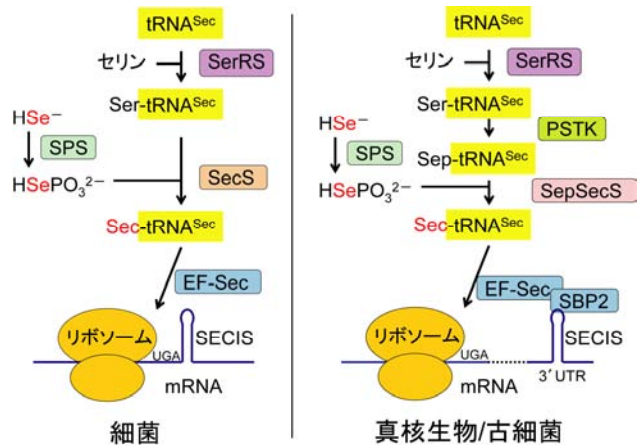 tRNASec
セリン
SerRS
Ser-tRNASec
HSe−
SPS
HSePO₃²⁻
SecS
Sec-tRNASec
EF-Sec
リボソーム
UGA
SECIS
mRNA
細菌
tRNASec
セリン
SerRS
Ser-tRNASec
PSTK
HSe−
Sep-tRNASec
SPS
HSePO₃²⁻
SepSecS
Sec-tRNASec
EF-Sec
SBP2
リボソーム
UGA
SECIS
mRNA
3′ UTR
真核生物/古細菌